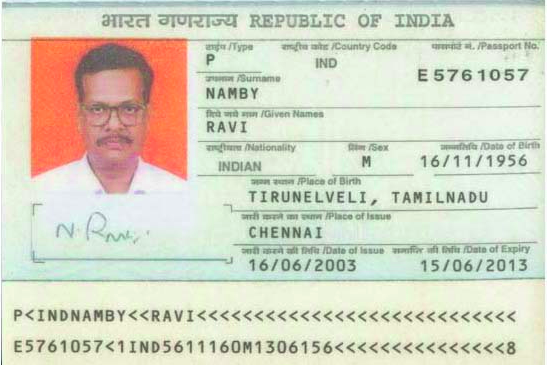 भारत गणराज्य REPUBLIC OF INDIA
टाईप /Type राष्ट्रीय कोड /Country Code पासपोर्ट नं. /Passport No.
P IND E5761057
उपनाम /Surname
NAMBY
दिये गये नाम /Given Names
RAVI
राष्ट्रीयता /Nationality लिंग /Sex जन्मतिथि /Date of Birth
INDIAN M 16/11/1956
जन्म स्थान /Place of Birth
TIRUNELVELI, TAMILNADU
जारी करने का स्थान /Place of Issue
CHENNAI
जारी करने की तिथि /Date of Issue समाप्ति की तिथि /Date of Expiry
16/06/2003 15/06/2013
P<INDNAMBY<<RAVI<<<<<<<<<<<<<<<<<<<<<<<<<<<<
E5761057<1IND5611160M1306156<<<<<<<<<<<<<<<8